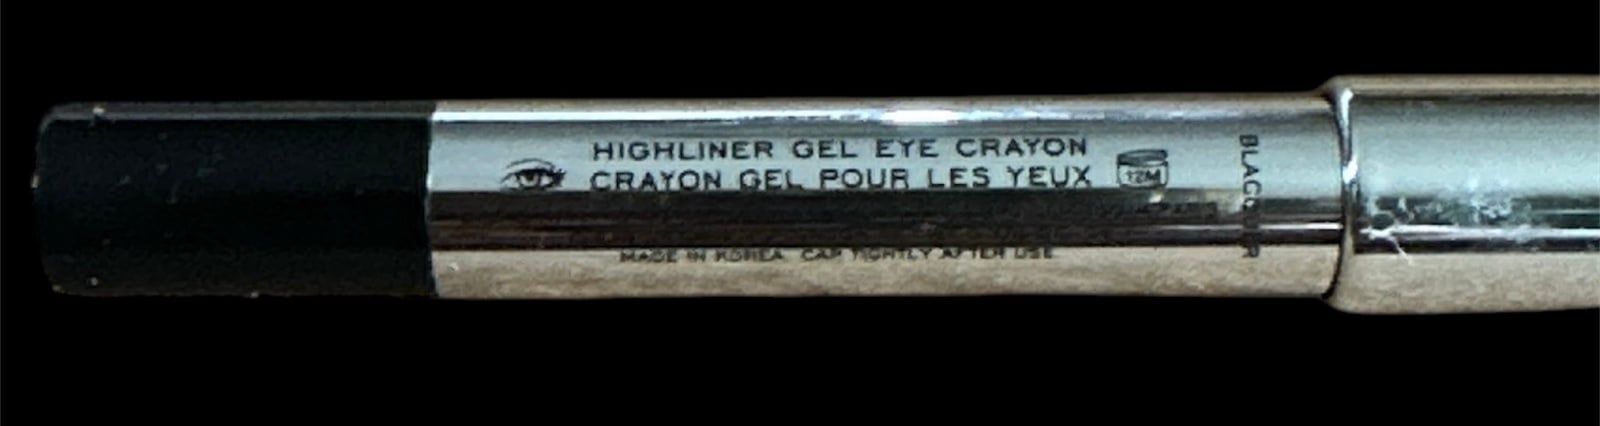 HIGHLINER GEL EYE CRAYON
CRAYON GEL POUR LES YEUX
12M
MADE IN KOREA. CAP TIGHTLY AFTER USE